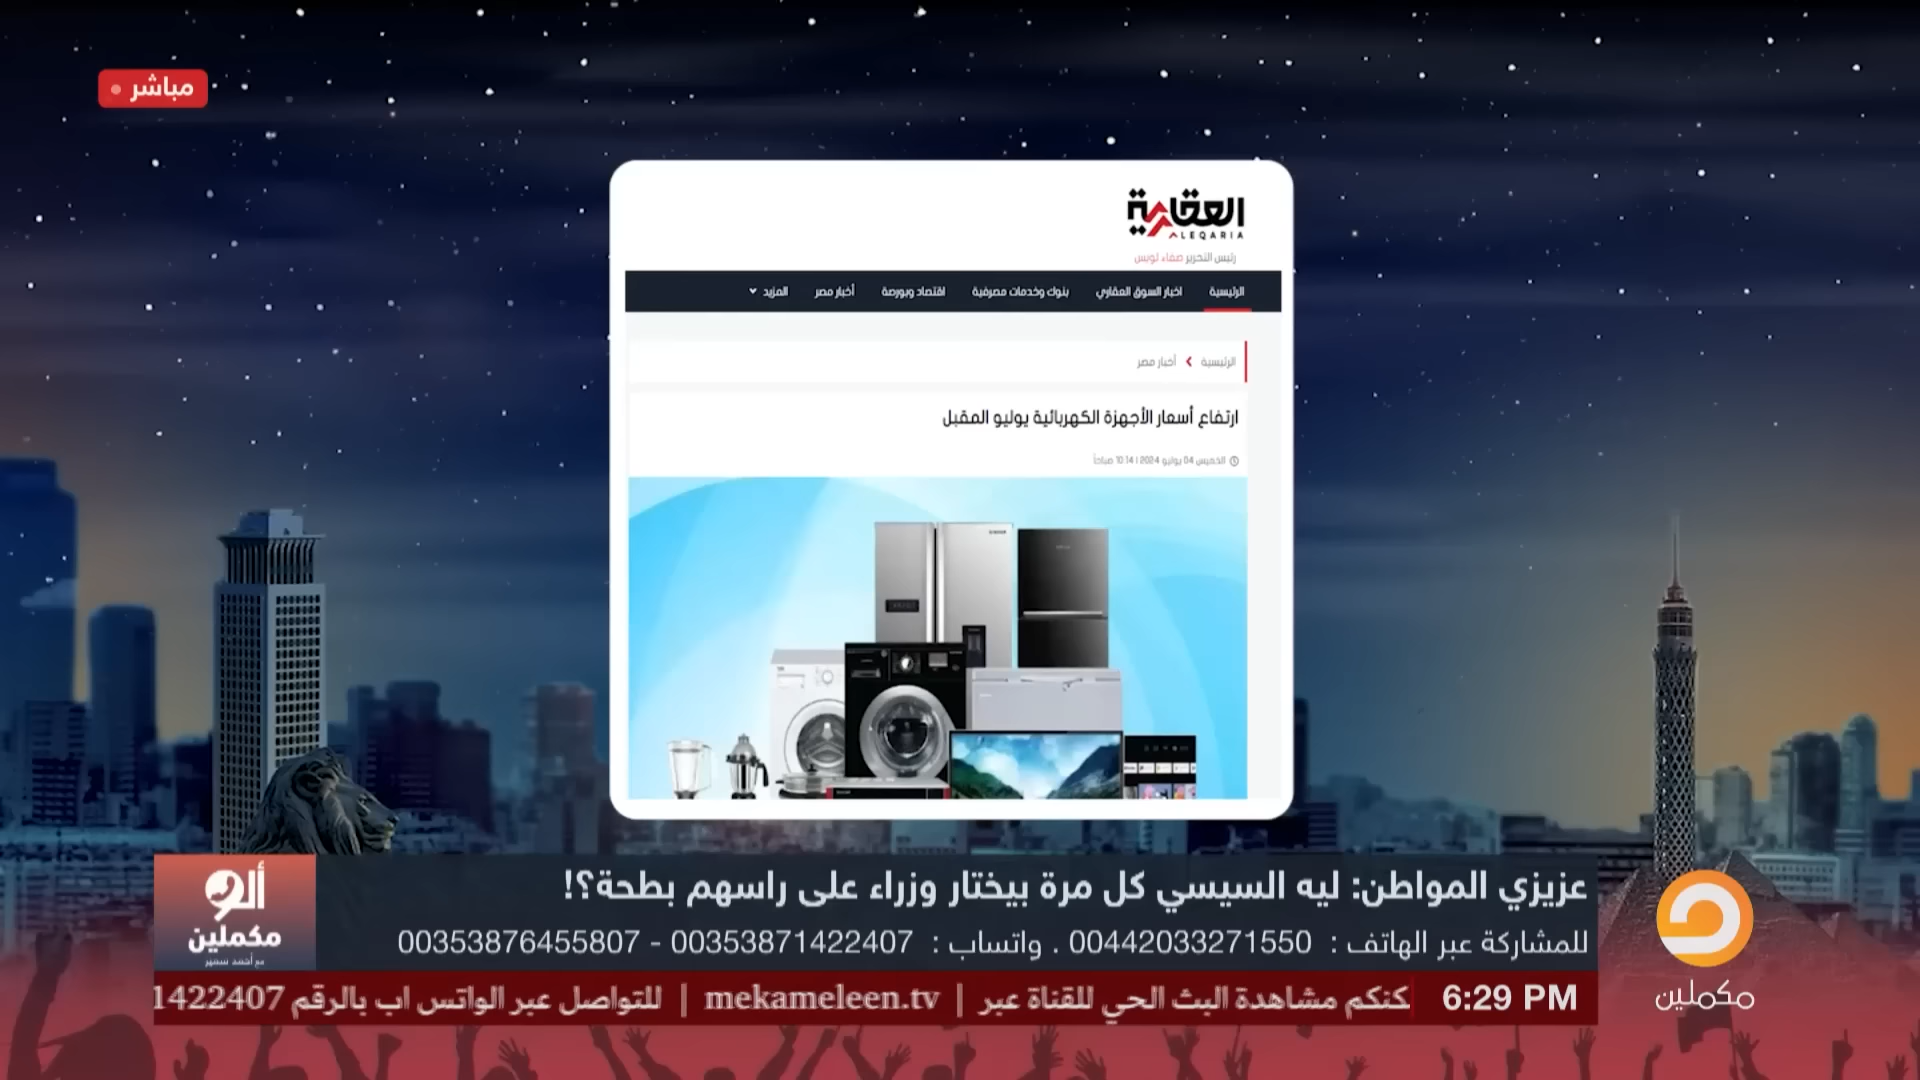 مباشر
العقارية
ALEQARIA
رئيس التحرير صفاء لويس
الرئيسية اخبار السوق العقاري بنوك وخدمات مصرفية اقتصاد وبورصة أخبار مصر المزيد
الرئيسية أخبار مصر
ارتفاع أسعار الأجهزة الكهربائية يوليو المقبل
الخميس 04 يوليو 2024 | 10:14 صباحاً
عزيزي المواطن: ليه السيسي كل مرة بيختار وزراء على راسهم بطحة؟!
للمشاركة عبر الهاتف : 00442033271550 . واتساب : 00353871422407 - 00353876455807
ألو
مكملين
مع أحمد سمير
6:29 PM
كنكم مشاهدة البث الحي للقناة عبر | mekameleen.tv | للتواصل عبر الواتس اب بالرقم 1422407
مكملين